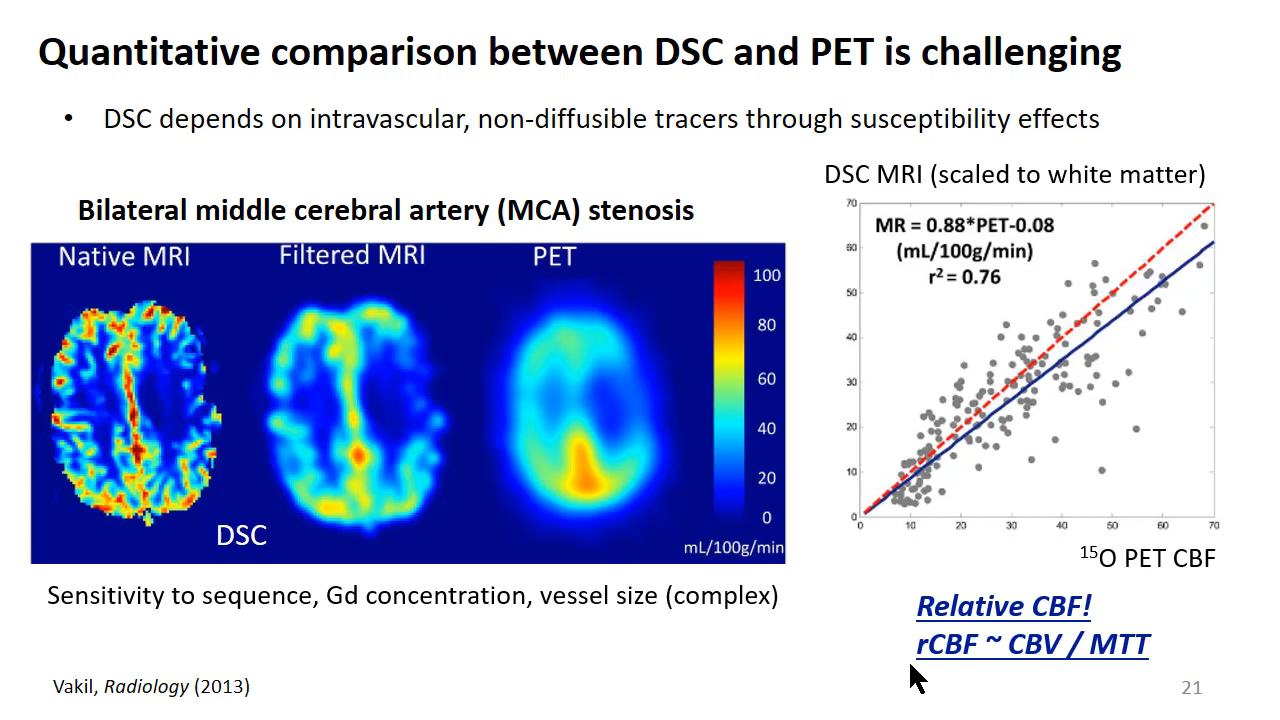 Quantitative comparison between DSC and PET is challenging
• DSC depends on intravascular, non-diffusible tracers through susceptibility effects
Bilateral middle cerebral artery (MCA) stenosis
Native MRI
Filtered MRI
PET
100
80
60
40
20
0
mL/100g/min
DSC
Sensitivity to sequence, Gd concentration, vessel size (complex)
DSC MRI (scaled to white matter)
MR = 0.88*PET-0.08
(mL/100g/min)
r² = 0.76
70
60
50
40
30
20
10
0
0 10 20 30 40 50 60 70
¹⁵O PET CBF
Relative CBF!
rCBF ~ CBV / MTT
Vakil, Radiology (2013)
21